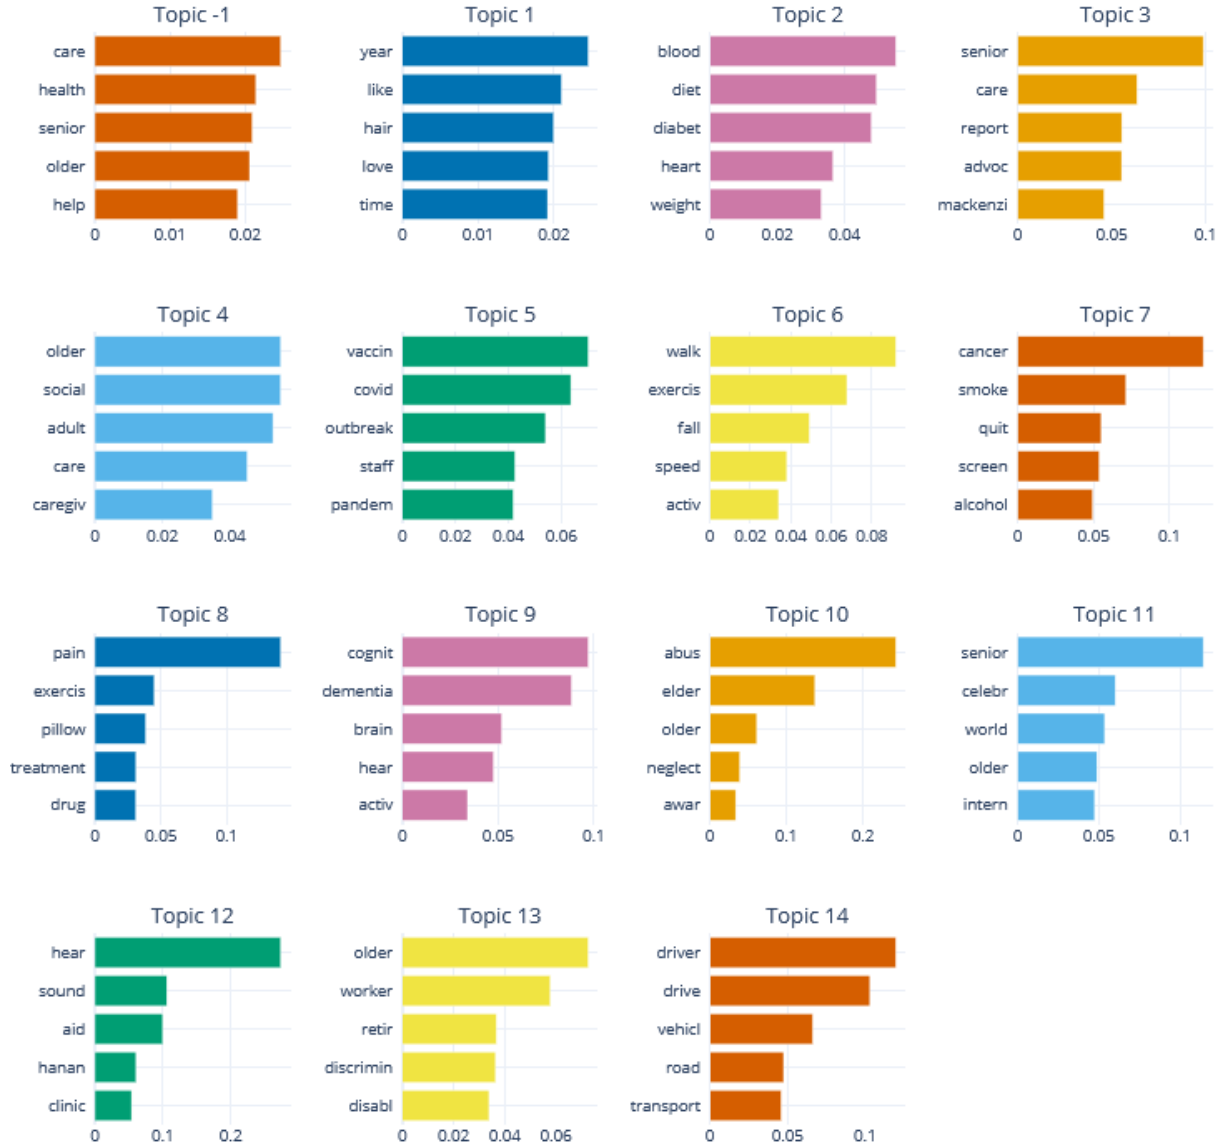 Topic -1
care
health
senior
older
help
0 0.01 0.02
Topic 1
year
like
hair
love
time
0 0.01 0.02
Topic 2
blood
diet
diabet
heart
weight
0 0.02 0.04
Topic 3
senior
care
report
advoc
mackenzi
0 0.05 0.1
Topic 4
older
social
adult
care
caregiv
0 0.02 0.04
Topic 5
vaccin
covid
outbreak
staff
pandem
0 0.02 0.04 0.06
Topic 6
walk
exercis
fall
speed
activ
0 0.02 0.04 0.06 0.08
Topic 7
cancer
smoke
quit
screen
alcohol
0 0.05 0.1
Topic 8
pain
exercis
pillow
treatment
drug
0 0.05 0.1
Topic 9
cognit
dementia
brain
hear
activ
0 0.05 0.1
Topic 10
abus
elder
older
neglect
awar
0 0.1 0.2
Topic 11
senior
celebr
world
older
intern
0 0.05 0.1
Topic 12
hear
sound
aid
hanan
clinic
0 0.1 0.2
Topic 13
older
worker
retir
discrimin
disabl
0 0.02 0.04 0.06
Topic 14
driver
drive
vehicl
road
transport
0 0.05 0.1